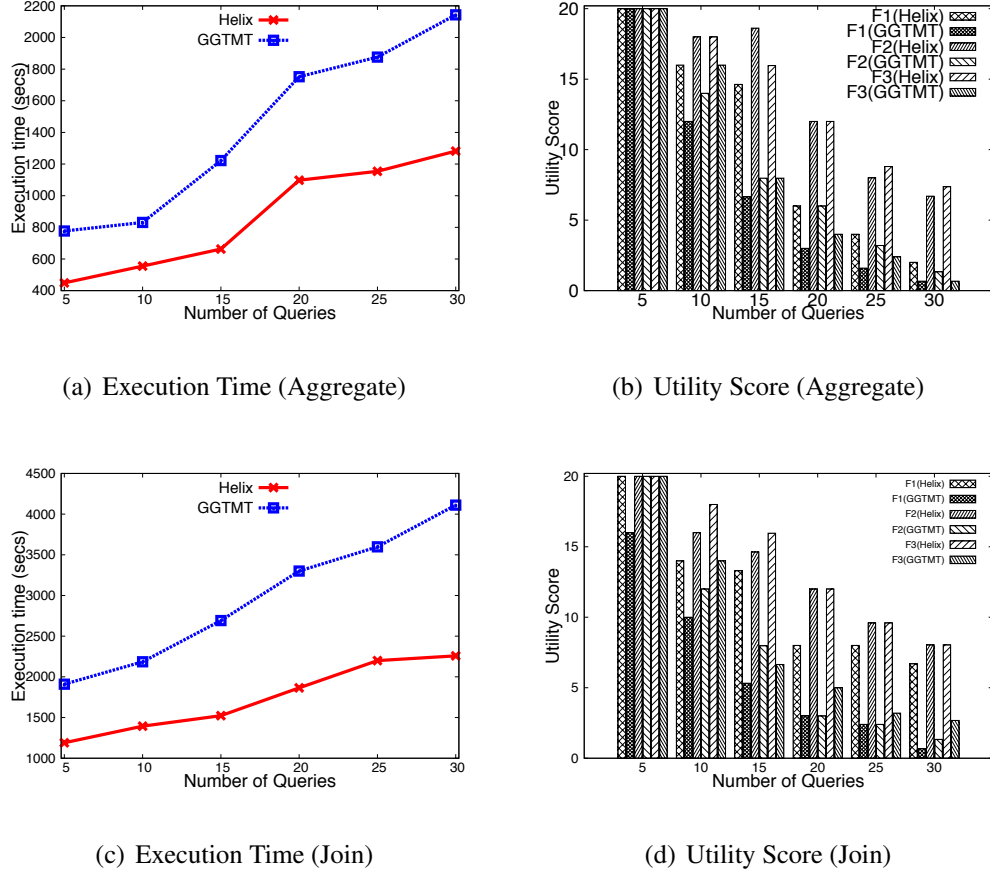 2200
2000
1800
1600
1400
1200
1000
800
600
400
Execution time (secs)
Helix
GGTMT
5 10 15 20 25 30
Number of Queries
(a) Execution Time (Aggregate)
20
15
10
5
0
Utility Score
F1(Helix)
F1(GGTMT)
F2(Helix)
F2(GGTMT)
F3(Helix)
F3(GGTMT)
5 10 15 20 25 30
Number of Queries
(b) Utility Score (Aggregate)
4500
4000
3500
3000
2500
2000
1500
1000
Execution time (secs)
Helix
GGTMT
5 10 15 20 25 30
Number of Queries
(c) Execution Time (Join)
20
15
10
5
0
Utility Score
F1(Helix)
F1(GGTMT)
F2(Helix)
F2(GGTMT)
F3(Helix)
F3(GGTMT)
5 10 15 20 25 30
Number of Queries
(d) Utility Score (Join)